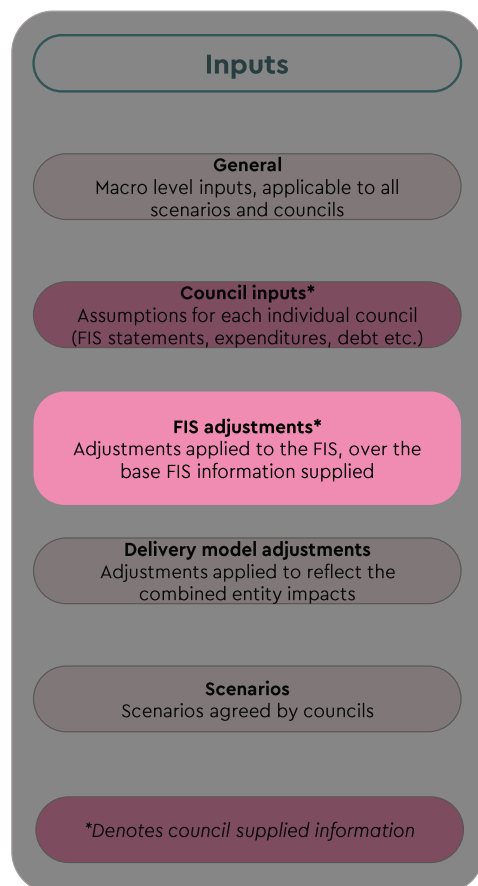 Inputs
General
Macro level inputs, applicable to all
scenarios and councils
Council inputs*
Assumptions for each individual council
(FIS statements, expenditures, debt etc.)
FIS adjustments*
Adjustments applied to the FIS, over the
base FIS information supplied
Delivery model adjustments
Adjustments applied to reflect the
combined entity impacts
Scenarios
Scenarios agreed by councils
*Denotes council supplied information